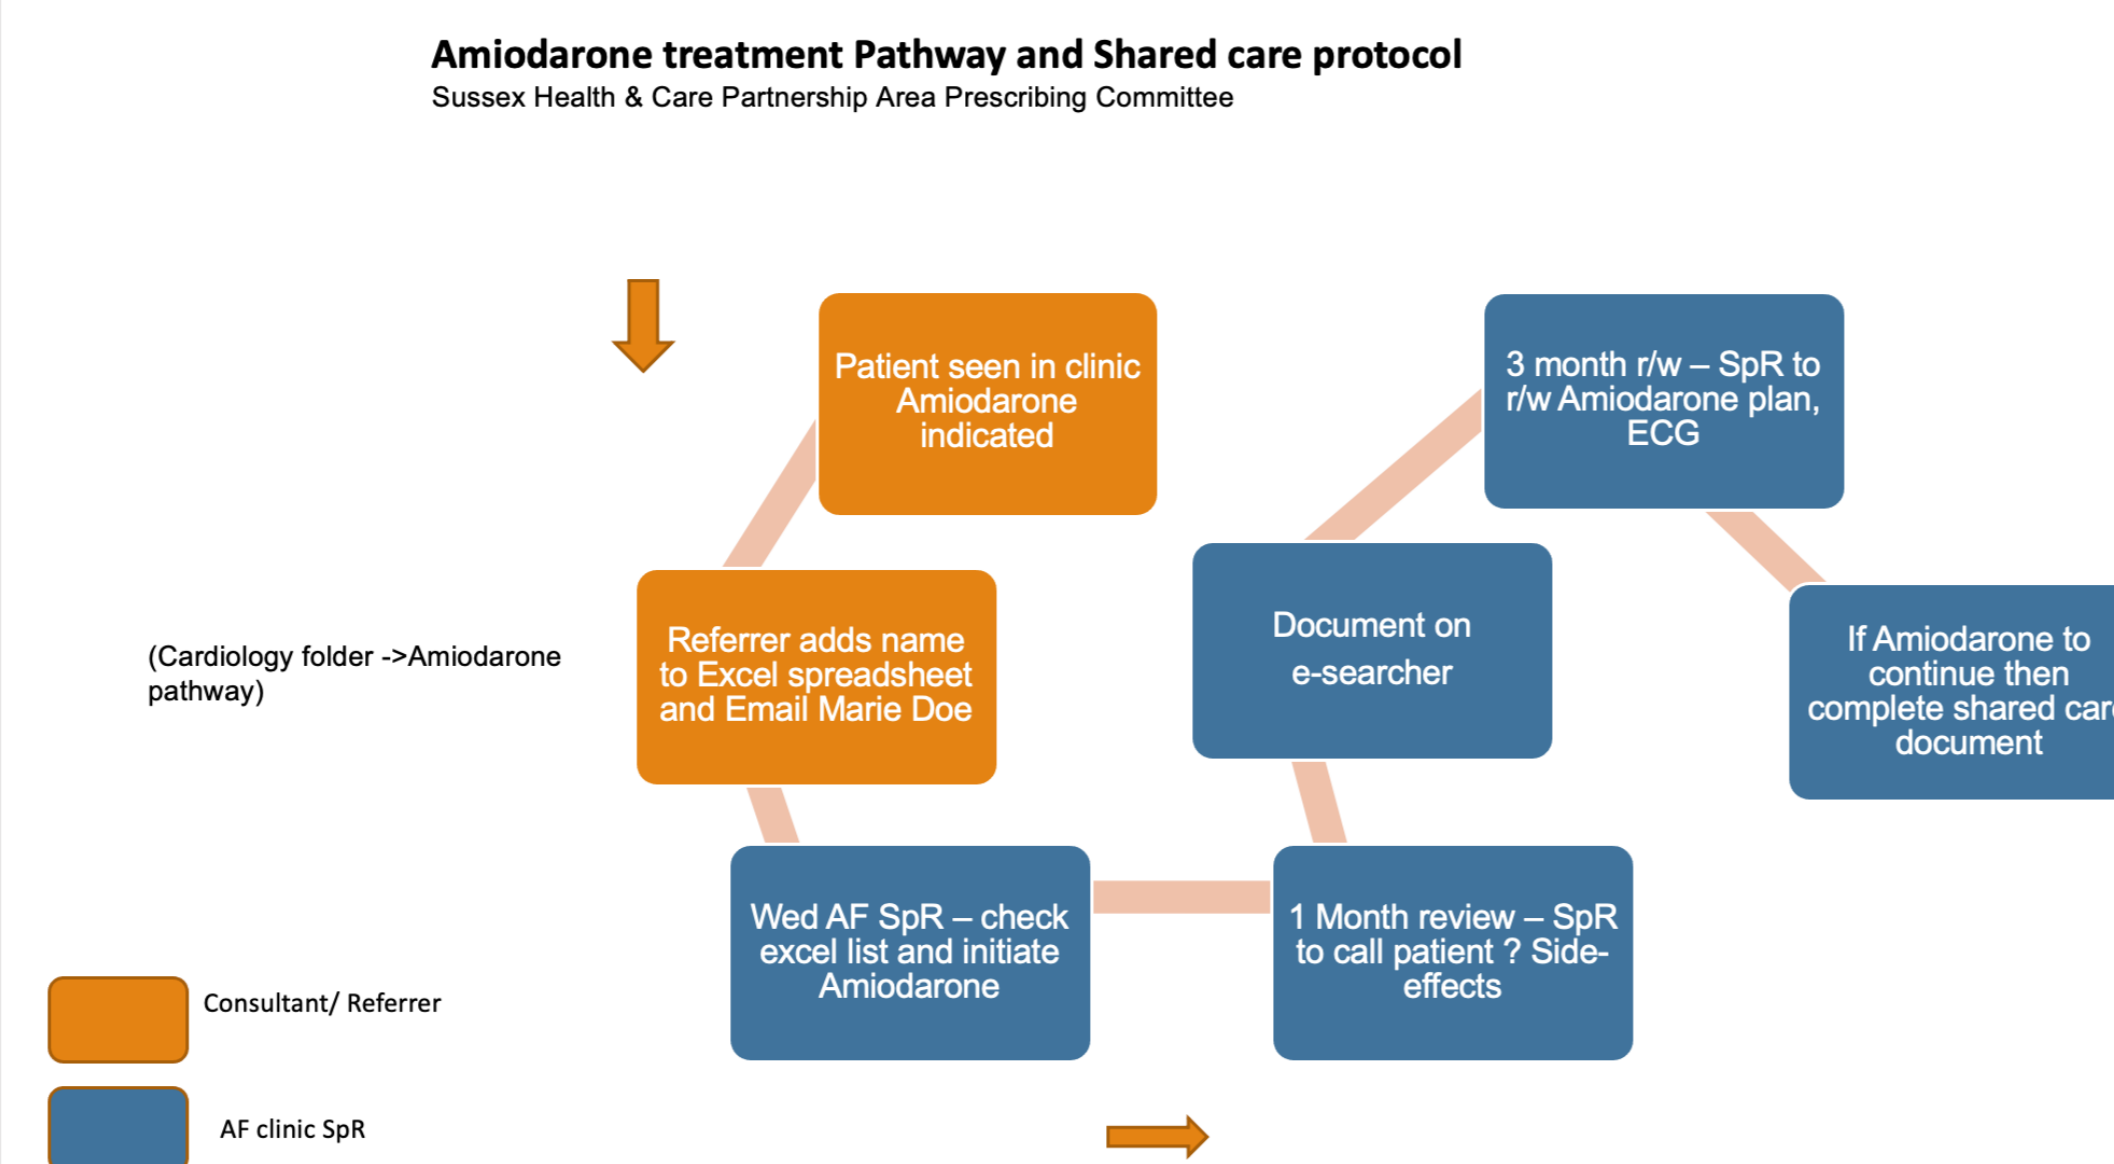 Amiodarone treatment Pathway and Shared care protocol
Sussex Health & Care Partnership Area Prescribing Committee
Patient seen in clinic
Amiodarone
indicated
(Cardiology folder ->Amiodarone
pathway)
Referrer adds name
to Excel spreadsheet
and Email Marie Doe
Wed AF SpR – check
excel list and initiate
Amiodarone
1 Month review – SpR
to call patient ? Side-
effects
Document on
e-searcher
3 month r/w – SpR to
r/w Amiodarone plan,
ECG
If Amiodarone to
continue then
complete shared car
document
Consultant/ Referrer
AF clinic SpR